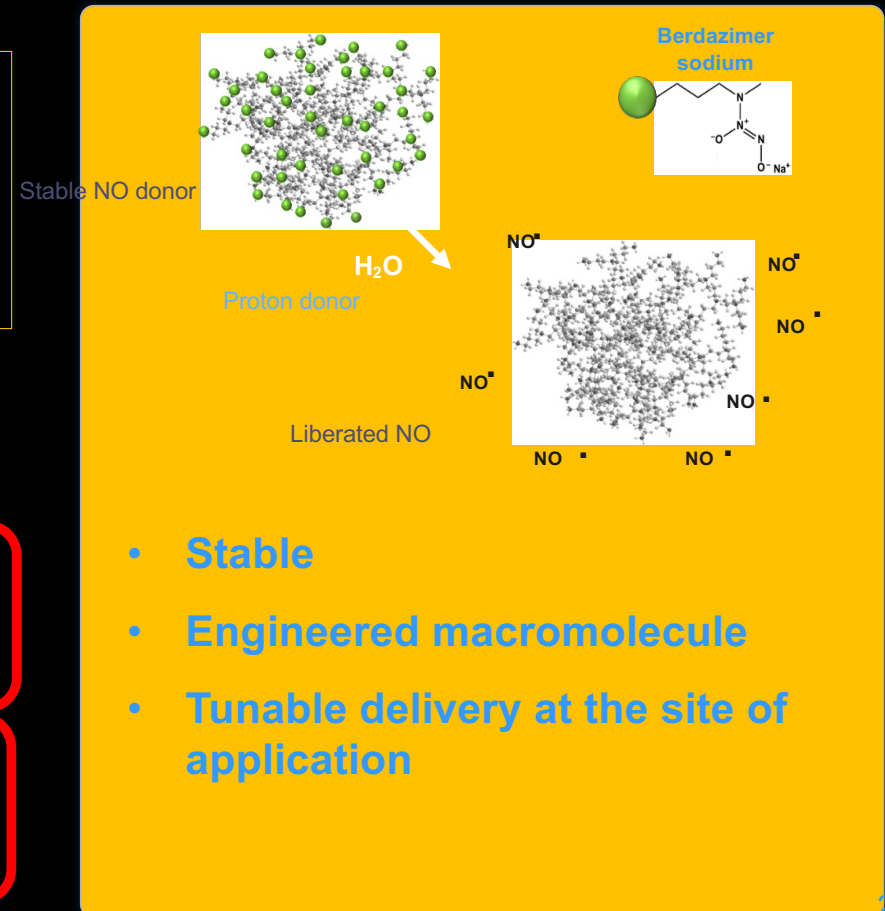 Berdazimer
sodium
N
N⁺
⁻O
N
O⁻ Na⁺
Stable NO donor
H₂O
Proton donor
NO▪
NO▪
NO ▪
NO▪
NO ▪
Liberated NO
NO ▪
NO ▪
• Stable
• Engineered macromolecule
• Tunable delivery at the site of
application